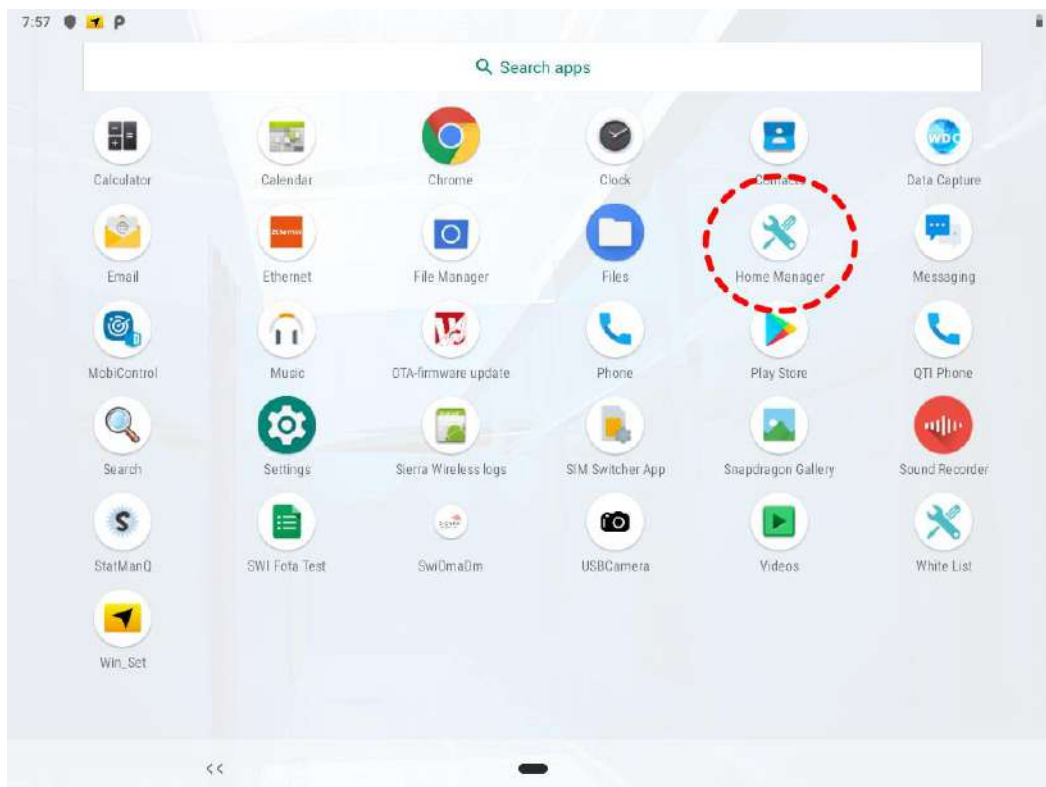 7:57 P
Search apps
Calculator Calendar Chrome Clock Contacts Data Capture
WDC
Email Ethernet File Manager Files Home Manager Messaging
MobiControl Music OTA-firmware update Phone Play Store QTI Phone
Search Settings Sierra Wireless logs SIM Switcher App Snapdragon Gallery Sound Recorder
S
StatManQ SWI Fota Test SwiOmaDm USBCamera Videos White List
Win_Set
<<